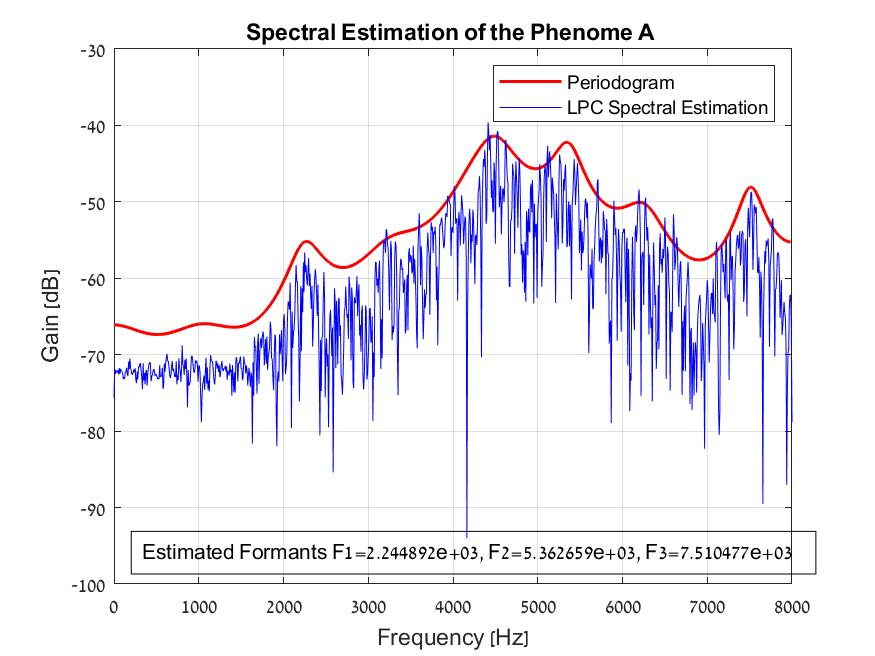 Spectral Estimation of the Phenome A
Periodogram
LPC Spectral Estimation
Gain [dB]
-30
-40
-50
-60
-70
-80
-90
-100
Estimated Formants F1=2.244892e+03, F2=5.362659e+03, F3=7.510477e+03
0 1000 2000 3000 4000 5000 6000 7000 8000
Frequency [Hz]